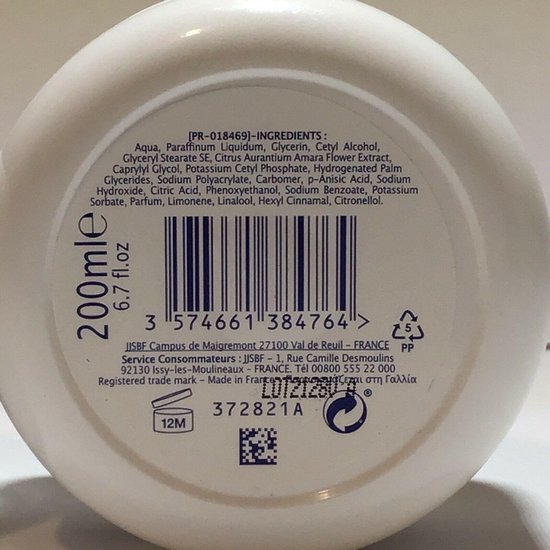 [PR-018469]-INGREDIENTS :
Aqua, Paraffinum Liquidum, Glycerin, Cetyl Alcohol,
Glyceryl Stearate SE, Citrus Aurantium Amara Flower Extract,
Caprylyl Glycol, Potassium Cetyl Phosphate, Hydrogenated Palm
Glycerides, Sodium Polyacrylate, Carbomer, p-Anisic Acid, Sodium
Hydroxide, Citric Acid, Phenoxyethanol, Sodium Benzoate, Potassium
Sorbate, Parfum, Limonene, Linalool, Hexyl Cinnamal, Citronellol.
200ml℮
6.7 fl.oz
3 574661 384764 >
5
PP
JJSBF Campus de Maigremont 27100 Val de Reuil - FRANCE
Service Consommateurs : JJSBF - 1, Rue Camille Desmoulins
92130 Issy-les-Moulineaux - FRANCE. Tél 00800 555 22 000
Registered trade mark - Made in France στη Γαλλία
12M
372821A
®